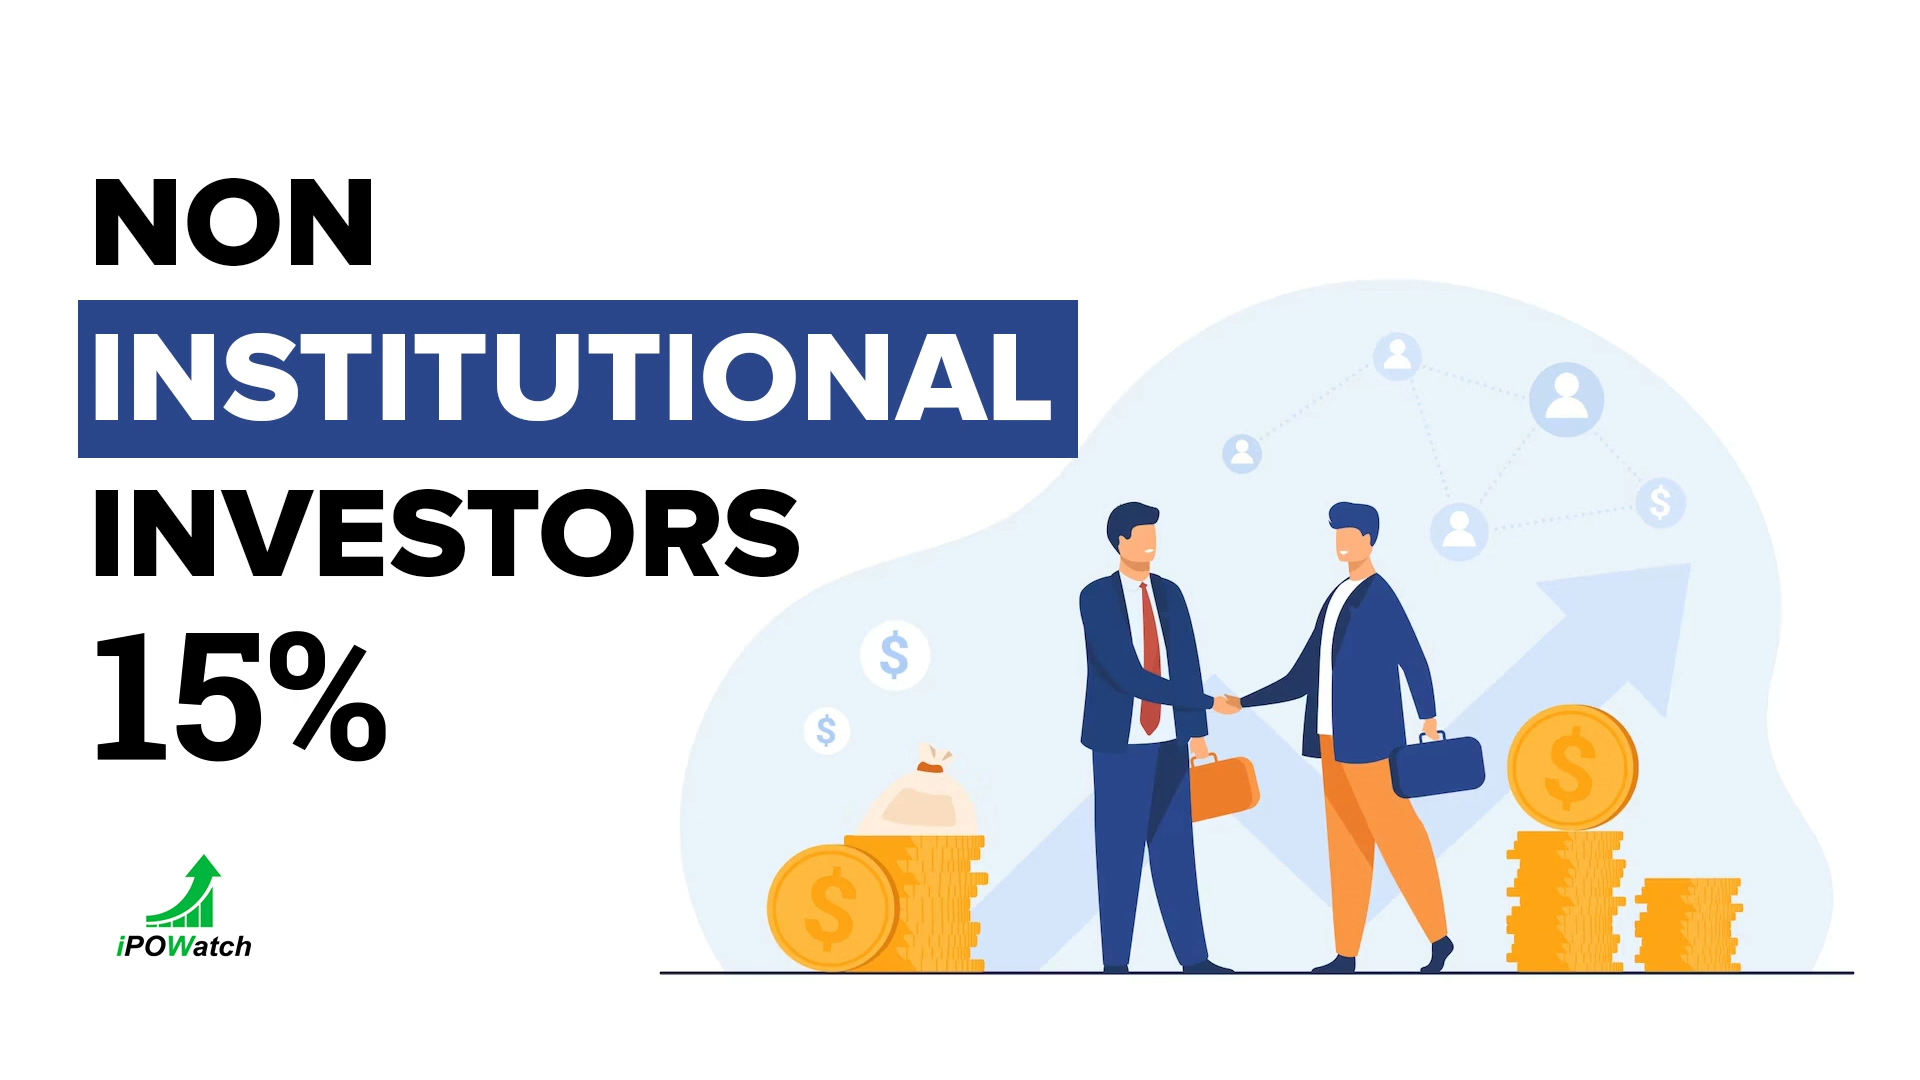 NON
INSTITUTIONAL
INVESTORS
15%
iPOWatch
$
$
$
$
$